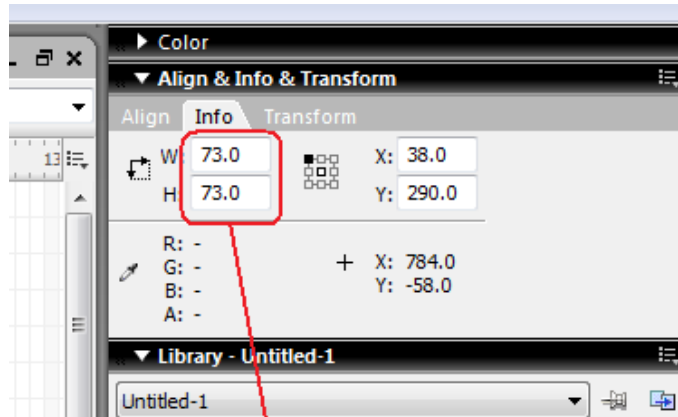 Color
Align & Info & Transform
Align Info Transform
13
W: 73.0 X: 38.0
H: 73.0 Y: 290.0
R: -
G: - X: 784.0
B: - Y: -58.0
A: -
Library - Untitled-1
Untitled-1